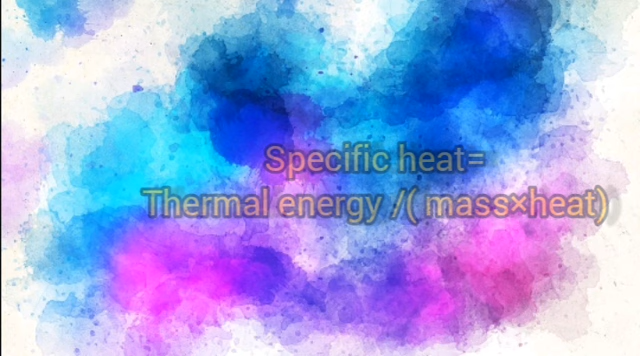 Specific heat=
Thermal energy /( mass×heat)